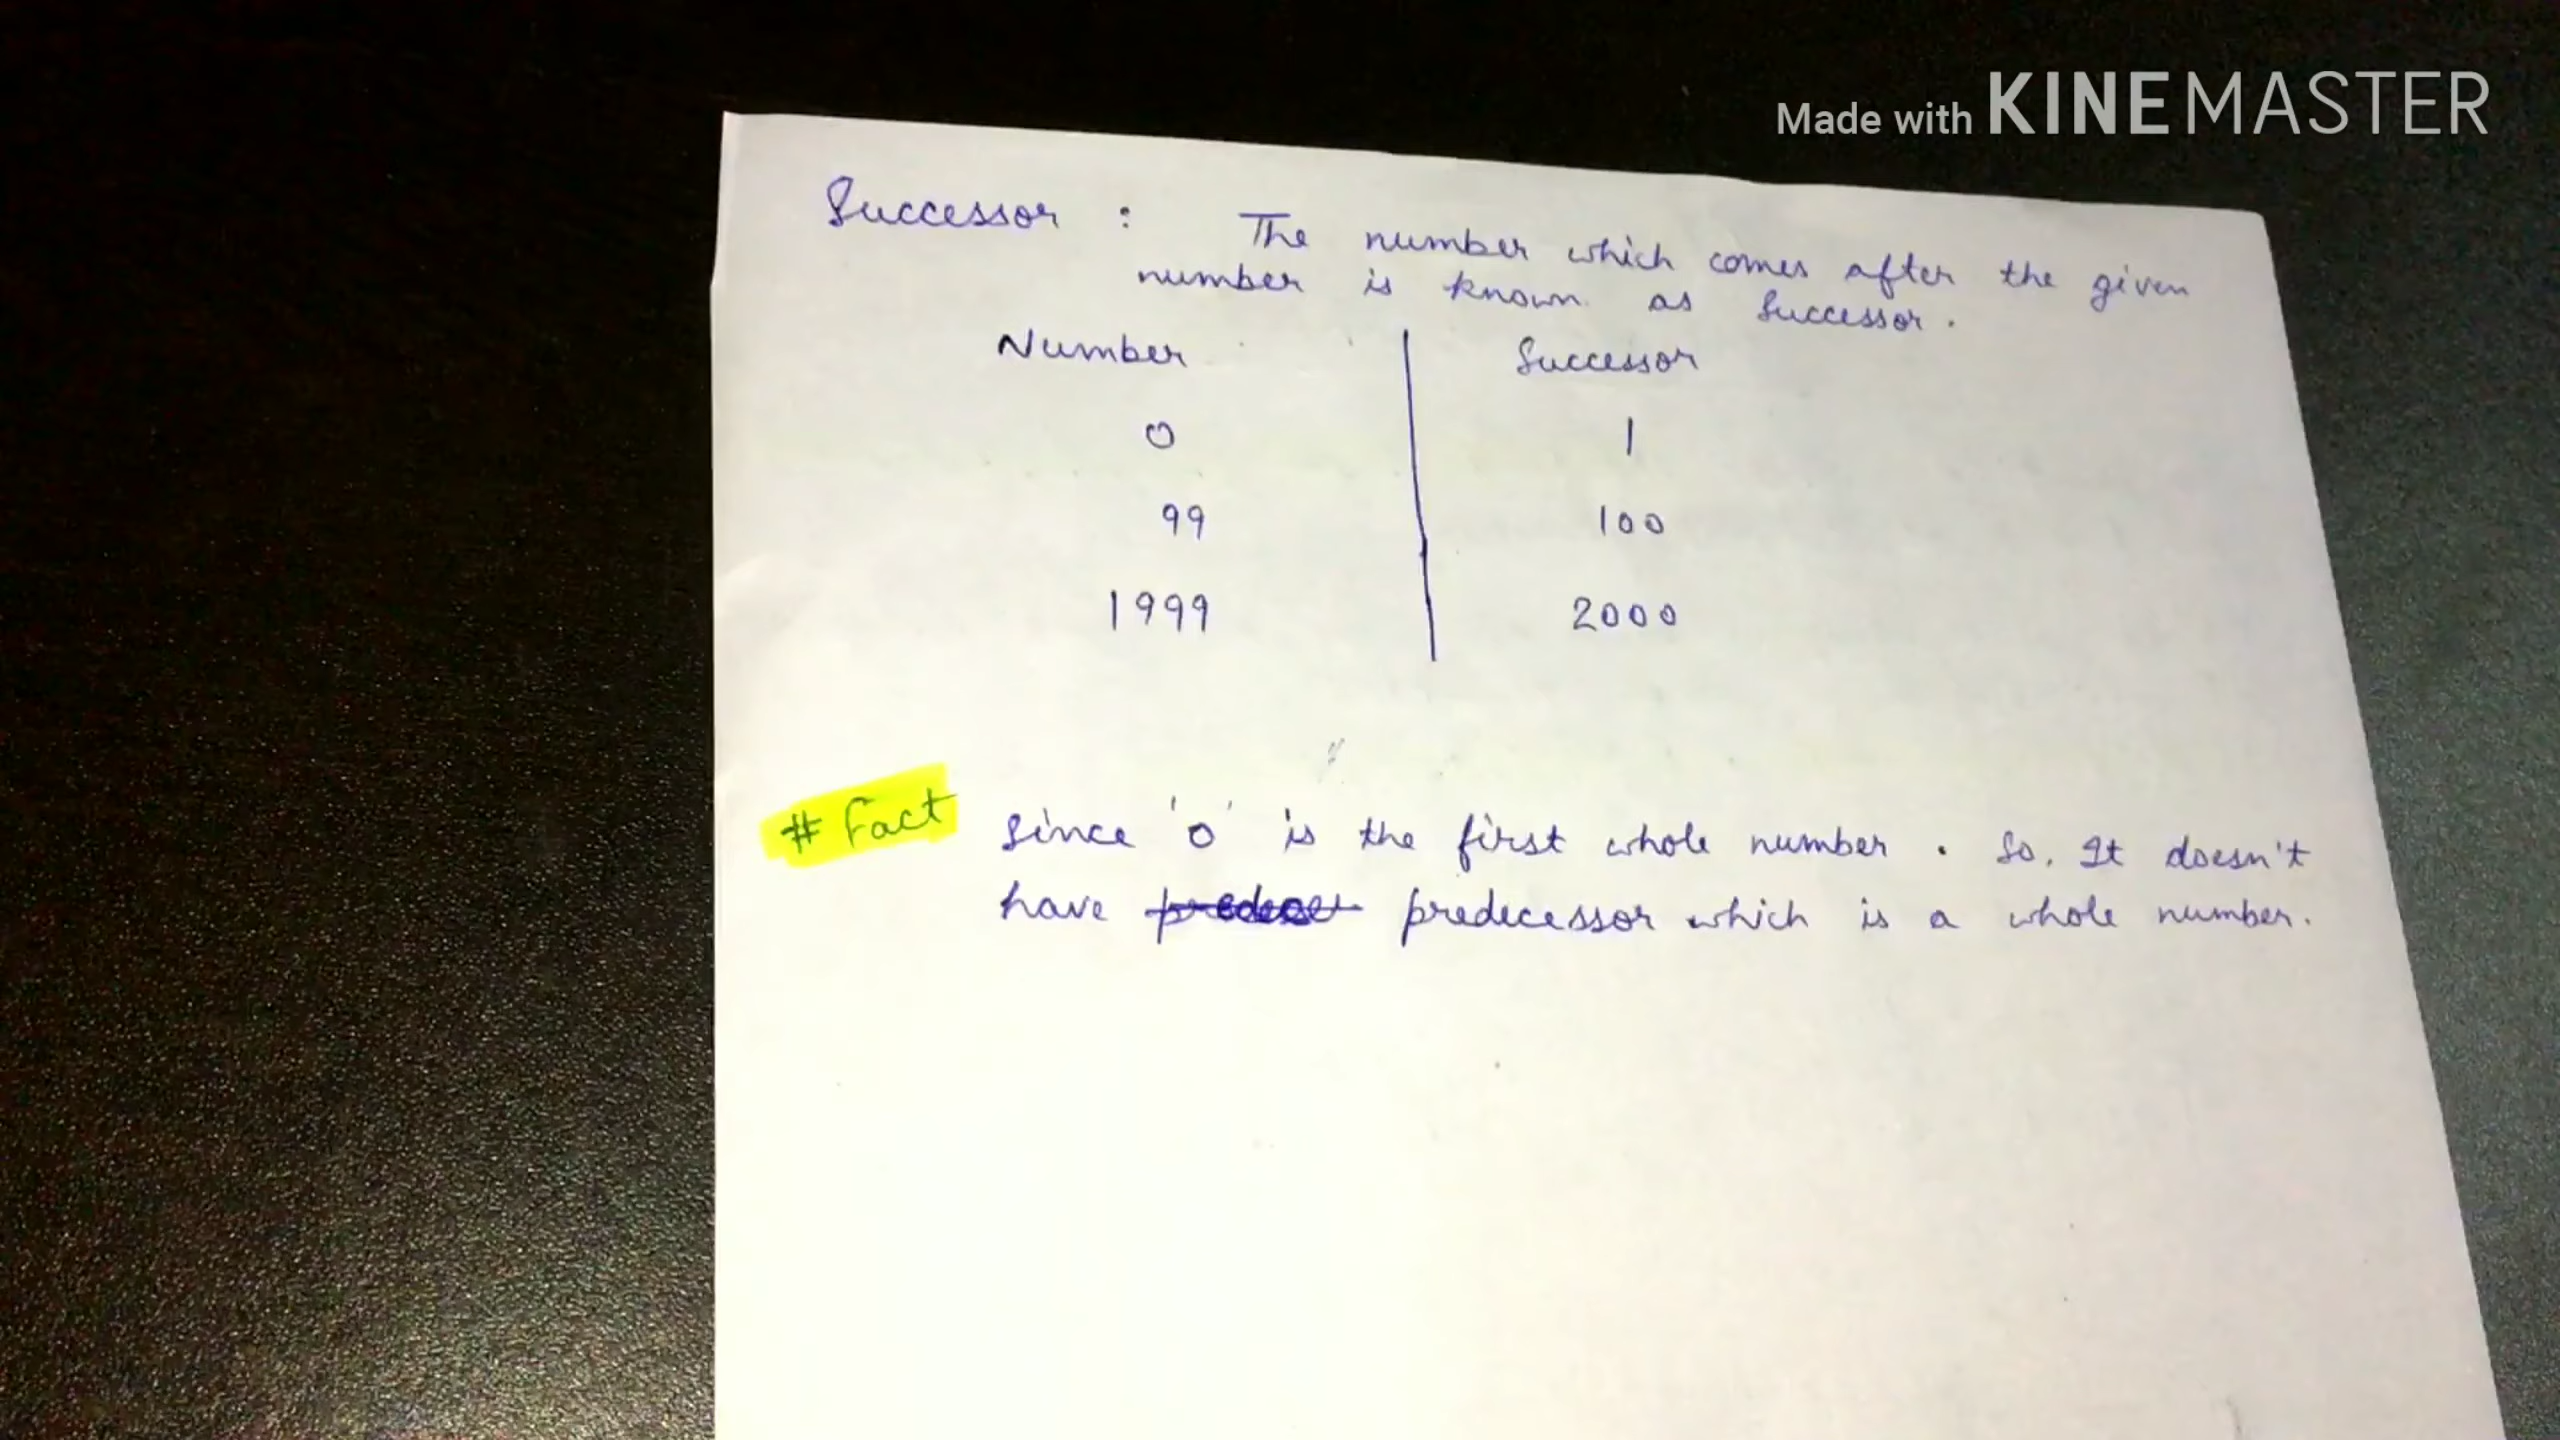 Made with KINEMASTER
Successor : The number which comes after the given
number is known as Successor.
Number Successor
0 1
99 100
1999 2000
# Fact Since '0' is the first whole number. So, It doesn't
have predecessor which is a whole number.